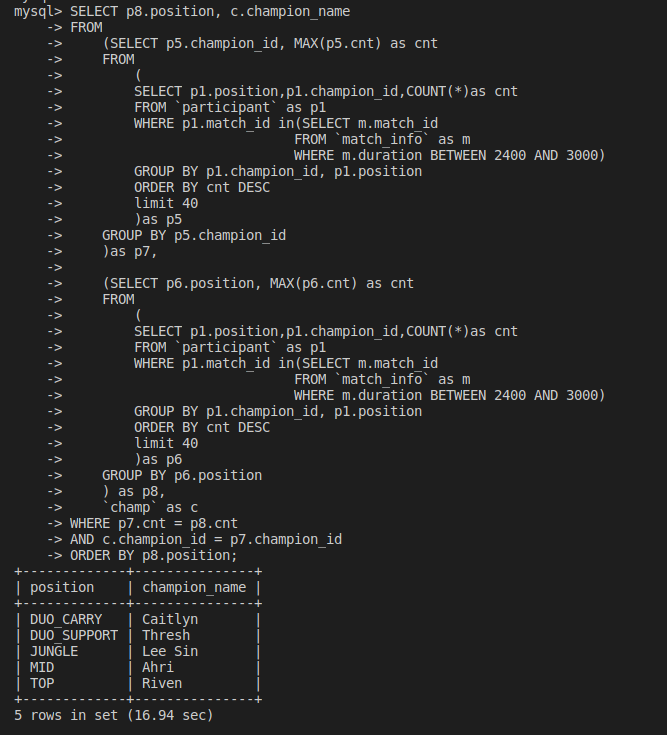 mysql> SELECT p8.position, c.champion_name
    -> FROM
    ->     (SELECT p5.champion_id, MAX(p5.cnt) as cnt
    ->     FROM
    ->         (
    ->         SELECT p1.position,p1.champion_id,COUNT(*)as cnt
    ->         FROM `participant` as p1
    ->         WHERE p1.match_id in(SELECT m.match_id
    ->                             FROM `match_info` as m
    ->                             WHERE m.duration BETWEEN 2400 AND 3000)
    ->         GROUP BY p1.champion_id, p1.position
    ->         ORDER BY cnt DESC
    ->         limit 40
    ->         )as p5
    ->     GROUP BY p5.champion_id
    ->     )as p7,
    ->
    ->     (SELECT p6.position, MAX(p6.cnt) as cnt
    ->     FROM
    ->         (
    ->         SELECT p1.position,p1.champion_id,COUNT(*)as cnt
    ->         FROM `participant` as p1
    ->         WHERE p1.match_id in(SELECT m.match_id
    ->                             FROM `match_info` as m
    ->                             WHERE m.duration BETWEEN 2400 AND 3000)
    ->         GROUP BY p1.champion_id, p1.position
    ->         ORDER BY cnt DESC
    ->         limit 40
    ->         )as p6
    ->     GROUP BY p6.position
    ->     ) as p8,
    ->     `champ` as c
    -> WHERE p7.cnt = p8.cnt
    -> AND c.champion_id = p7.champion_id
    -> ORDER BY p8.position;
+-------------+---------------+
| position    | champion_name |
+-------------+---------------+
| DUO_CARRY   | Caitlyn       |
| DUO_SUPPORT | Thresh        |
| JUNGLE      | Lee Sin       |
| MID         | Ahri          |
| TOP         | Riven         |
+-------------+---------------+
5 rows in set (16.94 sec)